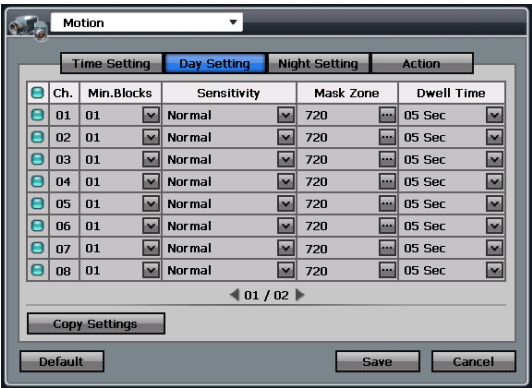 Motion
Time Setting Day Setting Night Setting Action
Ch. Min.Blocks Sensitivity Mask Zone Dwell Time
01 01 Normal 720 ... 05 Sec
02 01 Normal 720 ... 05 Sec
03 01 Normal 720 ... 05 Sec
04 01 Normal 720 ... 05 Sec
05 01 Normal 720 ... 05 Sec
06 01 Normal 720 ... 05 Sec
07 01 Normal 720 ... 05 Sec
08 01 Normal 720 ... 05 Sec
01 / 02
Copy Settings
Default Save Cancel